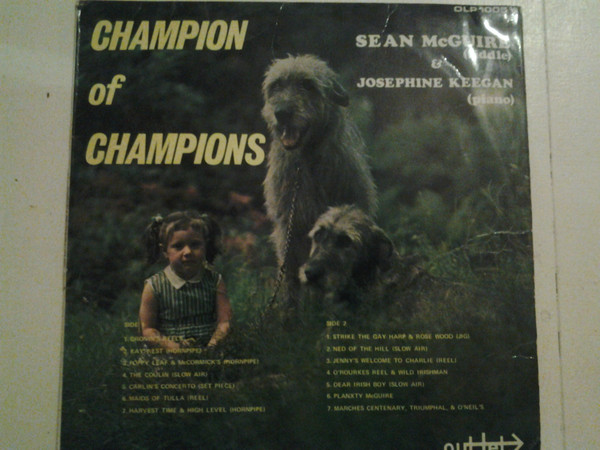 CHAMPION
of
CHAMPIONS
SEAN McGUIRE
&
JOSEPHINE KEEGAN
(piano)
SIDE
4. THE COULIN (SLOW AIR)
5. CARLIN'S CONCERTO (SET PIECE)
6. MAIDS OF TULLA (REEL)
7. HARVEST TIME & HIGH LEVEL (HORNPIPE)
SIDE 2
1. STRIKE THE GAY HARP & ROSE WOOD (JIG)
2. NED OF THE HILL (SLOW AIR)
3. JENNY'S WELCOME TO CHARLIE (REEL)
4. O'ROURKES REEL & WILD IRISHMAN
5. DEAR IRISH BOY (SLOW AIR)
6. PLANXTY McGUIRE
7. MARCHES CENTENARY, TRIUMPHAL, & O'NEIL'S
outlet